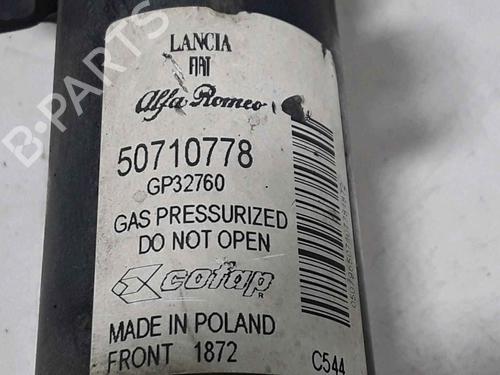 LANCIA
FIAT
Alfa Romeo
50710778
GP32760
GAS PRESSURIZED
DO NOT OPEN
cofap
MADE IN POLAND
FRONT 1872
C544
B-PARTS